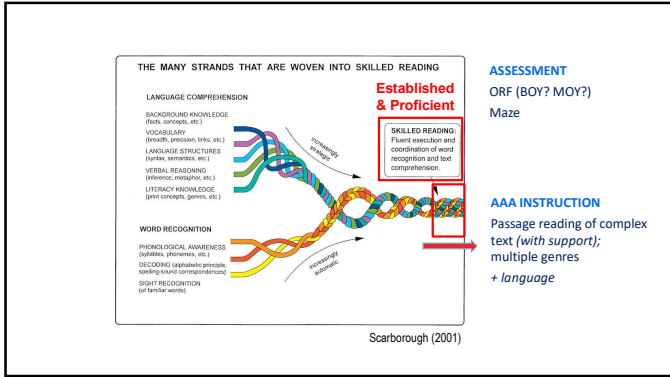 THE MANY STRANDS THAT ARE WOVEN INTO SKILLED READING
LANGUAGE COMPREHENSION
BACKGROUND KNOWLEDGE
(facts, concepts, etc.)
VOCABULARY
(breadth, precision, links, etc.)
LANGUAGE STRUCTURES
(syntax, semantics, etc.)
VERBAL REASONING
(inference, metaphor, etc.)
LITERACY KNOWLEDGE
(print concepts, genres, etc.)
WORD RECOGNITION
PHONOLOGICAL AWARENESS
(syllables, phonemes, etc.)
DECODING (alphabetic principle,
spelling-sound correspondences)
SIGHT RECOGNITION
(of familiar words)
increasingly
strategic
increasingly
automatic
Established
& Proficient
SKILLED READING:
Fluent execution and
coordination of word
recognition and text
comprehension.
Scarborough (2001)
ASSESSMENT
ORF (BOY? MOY?)
Maze
AAA INSTRUCTION
Passage reading of complex
text (with support);
multiple genres
+ language